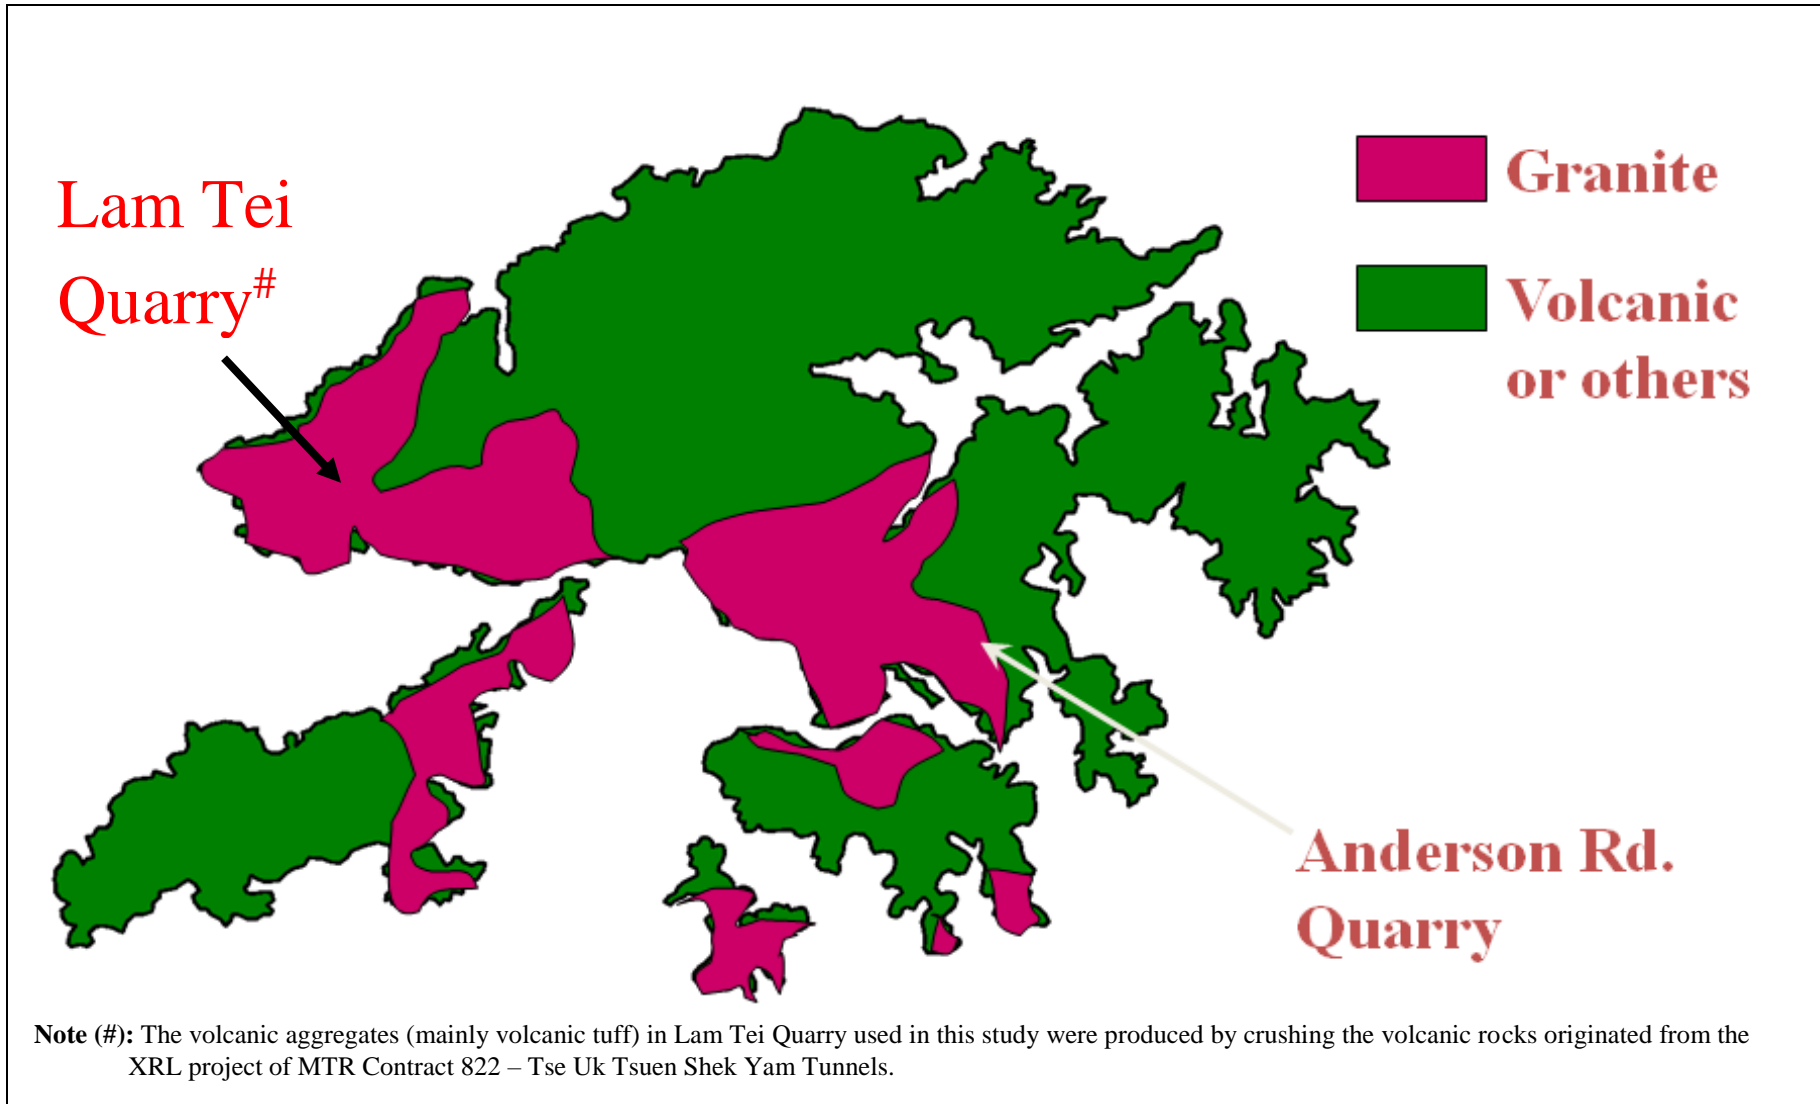 Lam Tei
Quarry#
Granite
Volcanic
or others
Anderson Rd.
Quarry
Note (#): The volcanic aggregates (mainly volcanic tuff) in Lam Tei Quarry used in this study were produced by crushing the volcanic rocks originated from the
XRL project of MTR Contract 822 – Tse Uk Tsuen Shek Yam Tunnels.